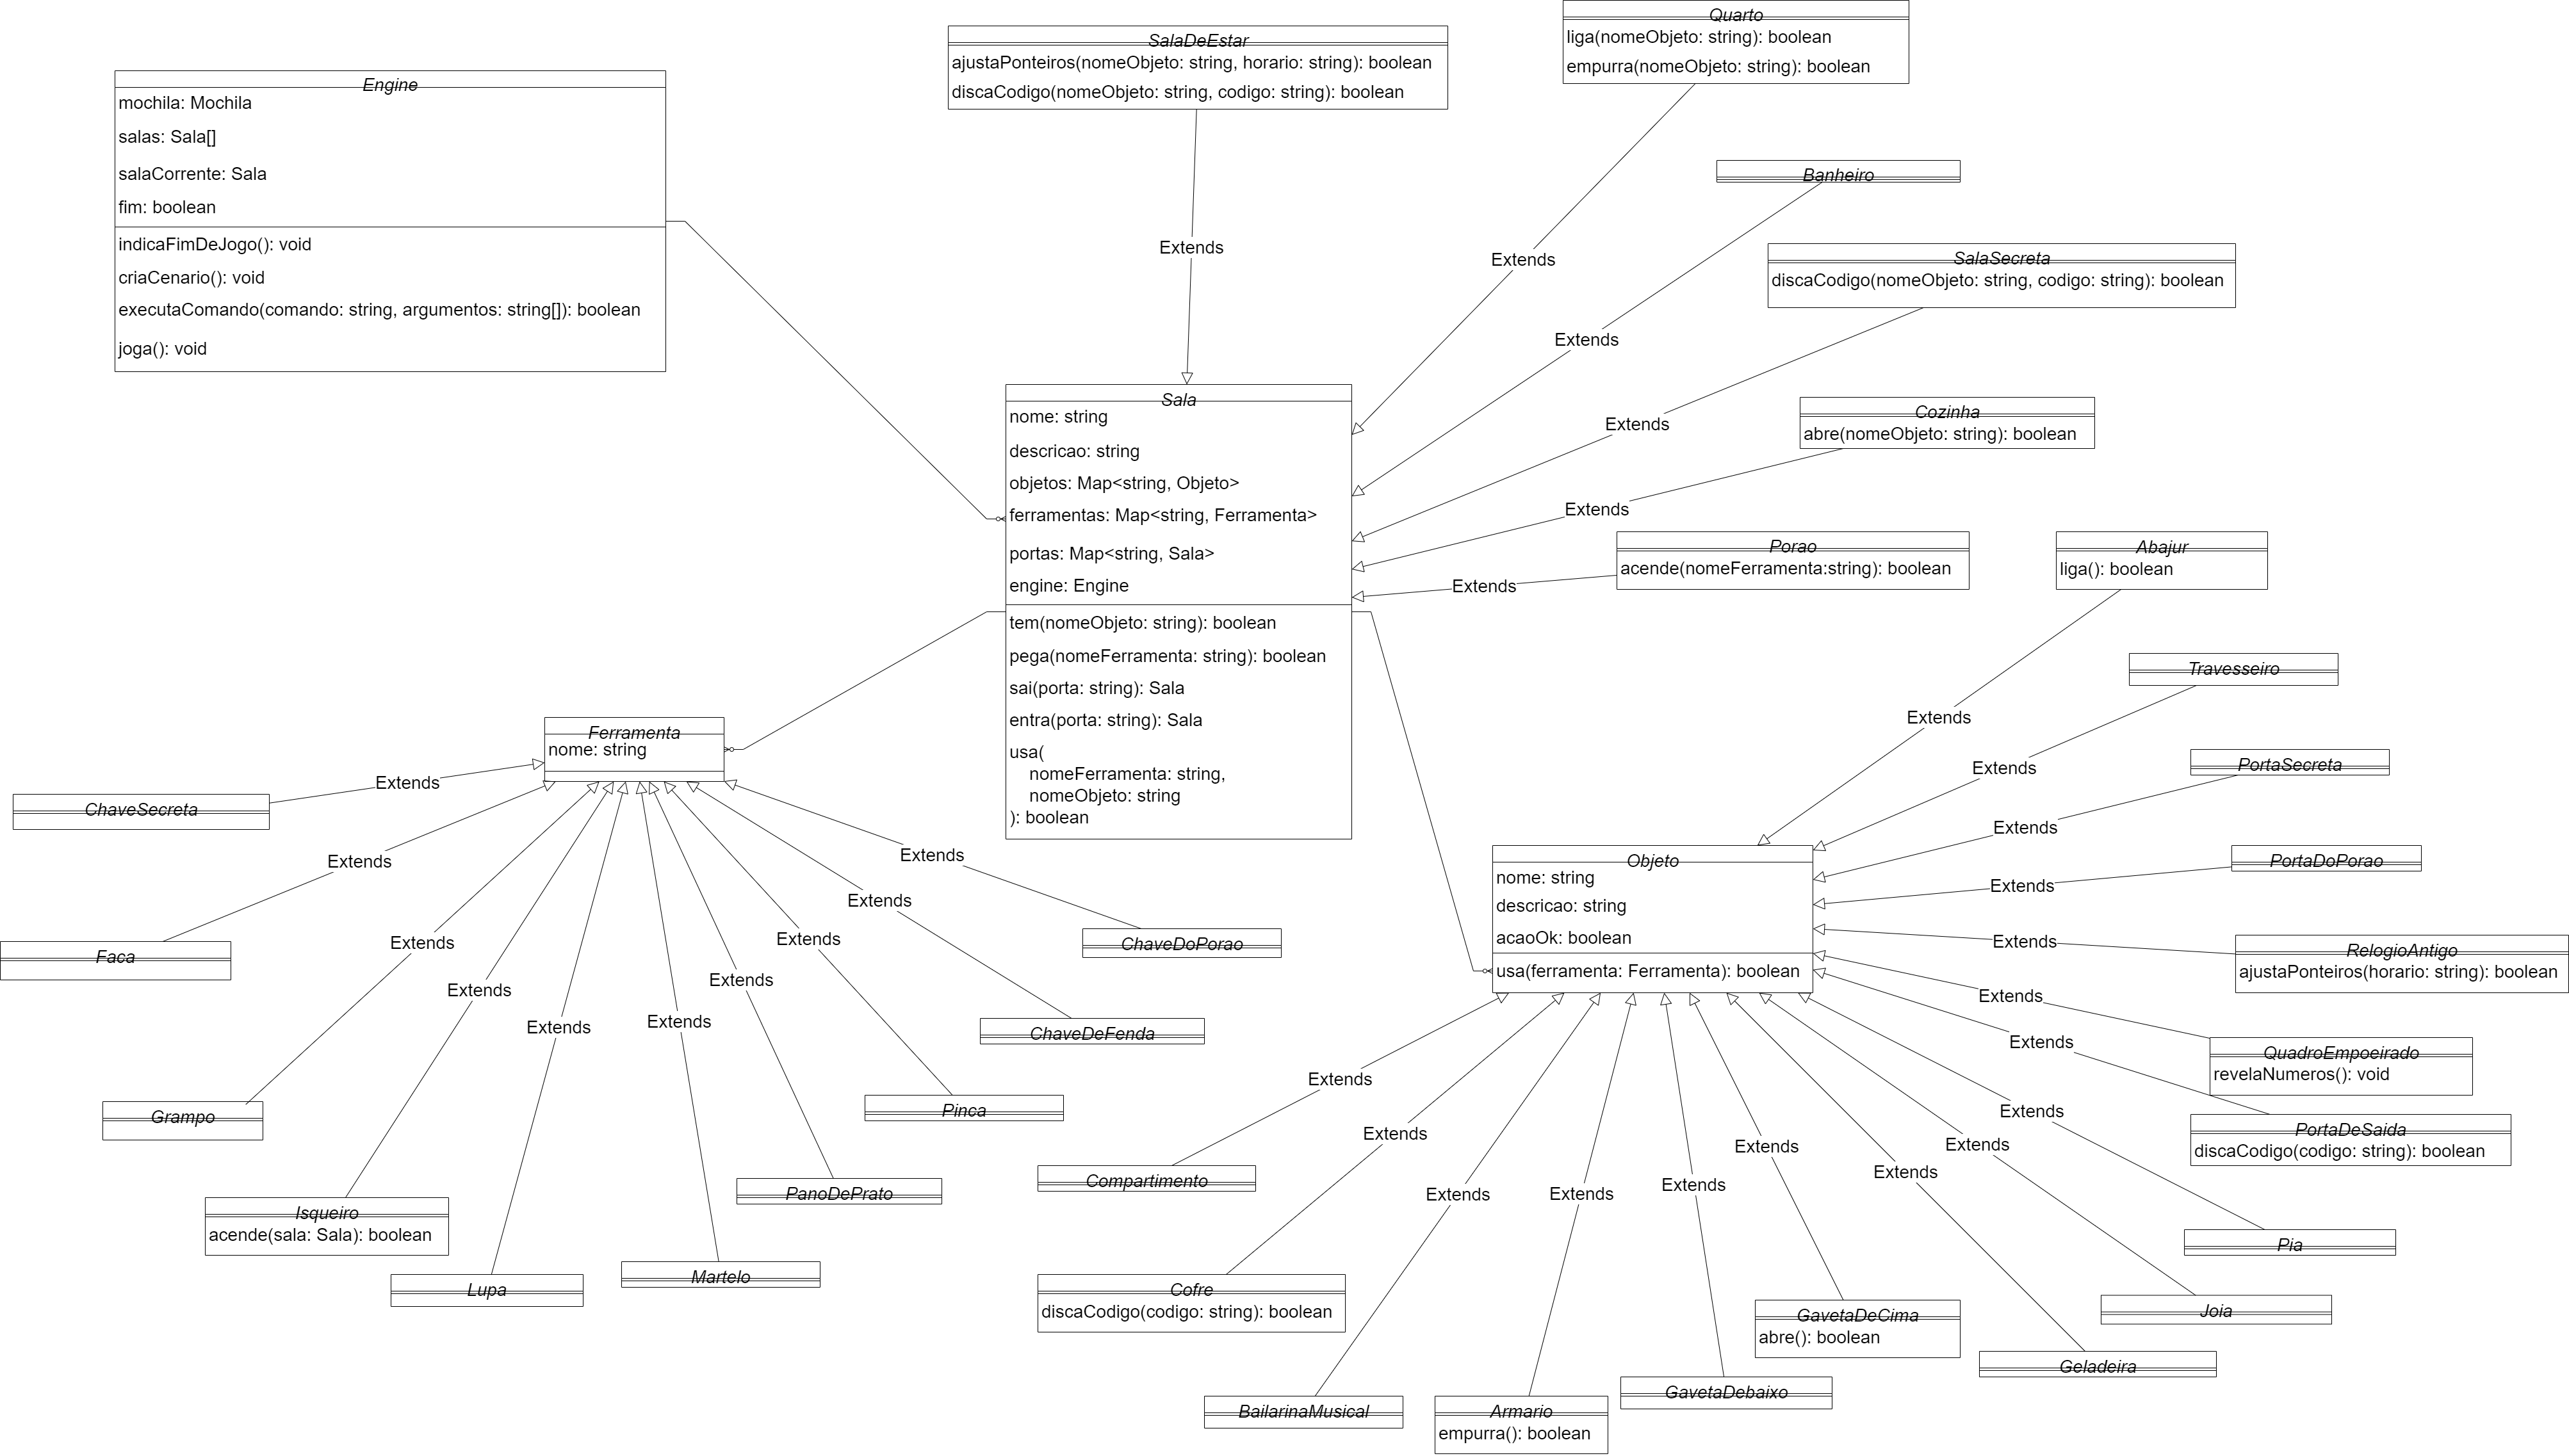 Engine
mochila: Mochila
salas: Sala[]
salaCorrente: Sala
fim: boolean
indicaFimDeJogo(): void
criaCenario(): void
executaComando(comando: string, argumentos: string[]): boolean
joga(): void
SalaDeEstar
ajustaPonteiros(nomeObjeto: string, horario: string): boolean
discaCodigo(nomeObjeto: string, codigo: string): boolean
Extends
Quarto
liga(nomeObjeto: string): boolean
empurra(nomeObjeto: string): boolean
Extends
Banheiro
Extends
SalaSecreta
discaCodigo(nomeObjeto: string, codigo: string): boolean
Extends
Cozinha
abre(nomeObjeto: string): boolean
Extends
Porao
acende(nomeFerramenta:string): boolean
Extends
Sala
nome: string
descricao: string
objetos: Map<string, Objeto>
ferramentas: Map<string, Ferramenta>
portas: Map<string, Sala>
engine: Engine
tem(nomeObjeto: string): boolean
pega(nomeFerramenta: string): boolean
sai(porta: string): Sala
entra(porta: string): Sala
usa(
nomeFerramenta: string,
nomeObjeto: string
): boolean
Ferramenta
nome: string
Extends
ChaveSecreta
Extends
Faca
Extends
Grampo
Extends
Isqueiro
acende(sala: Sala): boolean
Extends
Lupa
Extends
Martelo
Extends
PanoDePrato
Extends
Pinca
Extends
ChaveDeFenda
Extends
ChaveDoPorao
Abajur
liga(): boolean
Extends
Travesseiro
Extends
PortaSecreta
Extends
PortaDoPorao
Extends
Objeto
nome: string
descricao: string
acaoOk: boolean
usa(ferramenta: Ferramenta): boolean
Extends
RelogioAntigo
ajustaPonteiros(horario: string): boolean
Extends
QuadroEmpoeirado
revelaNumeros(): void
Extends
PortaDeSaida
discaCodigo(codigo: string): boolean
Extends
Pia
Extends
Joia
Extends
Geladeira
Extends
GavetaDeCima
abre(): boolean
Extends
GavetaDebaixo
Extends
Armario
empurra(): boolean
Extends
BailarinaMusical
Extends
Cofre
discaCodigo(codigo: string): boolean
Extends
Compartimento